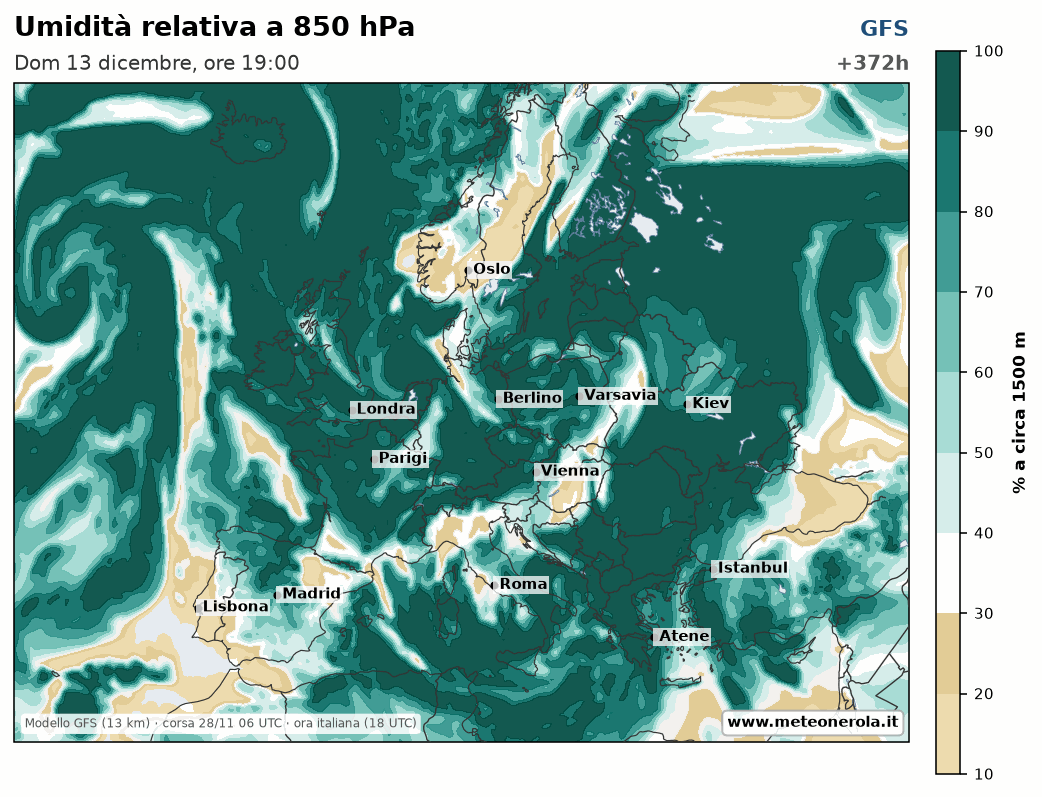 Umidità relativa a 850 hPa
GFS
Dom 13 dicembre, ore 19:00
+372h
100
90
80
70
60
50
40
30
20
10
% a circa 1500 m
Oslo
Londra
Berlino
Varsavia
Kiev
Parigi
Vienna
Istanbul
Roma
Madrid
Lisbona
Atene
Modello GFS (13 km) · corsa 28/11 06 UTC · ora italiana (18 UTC)
www.meteonerola.it